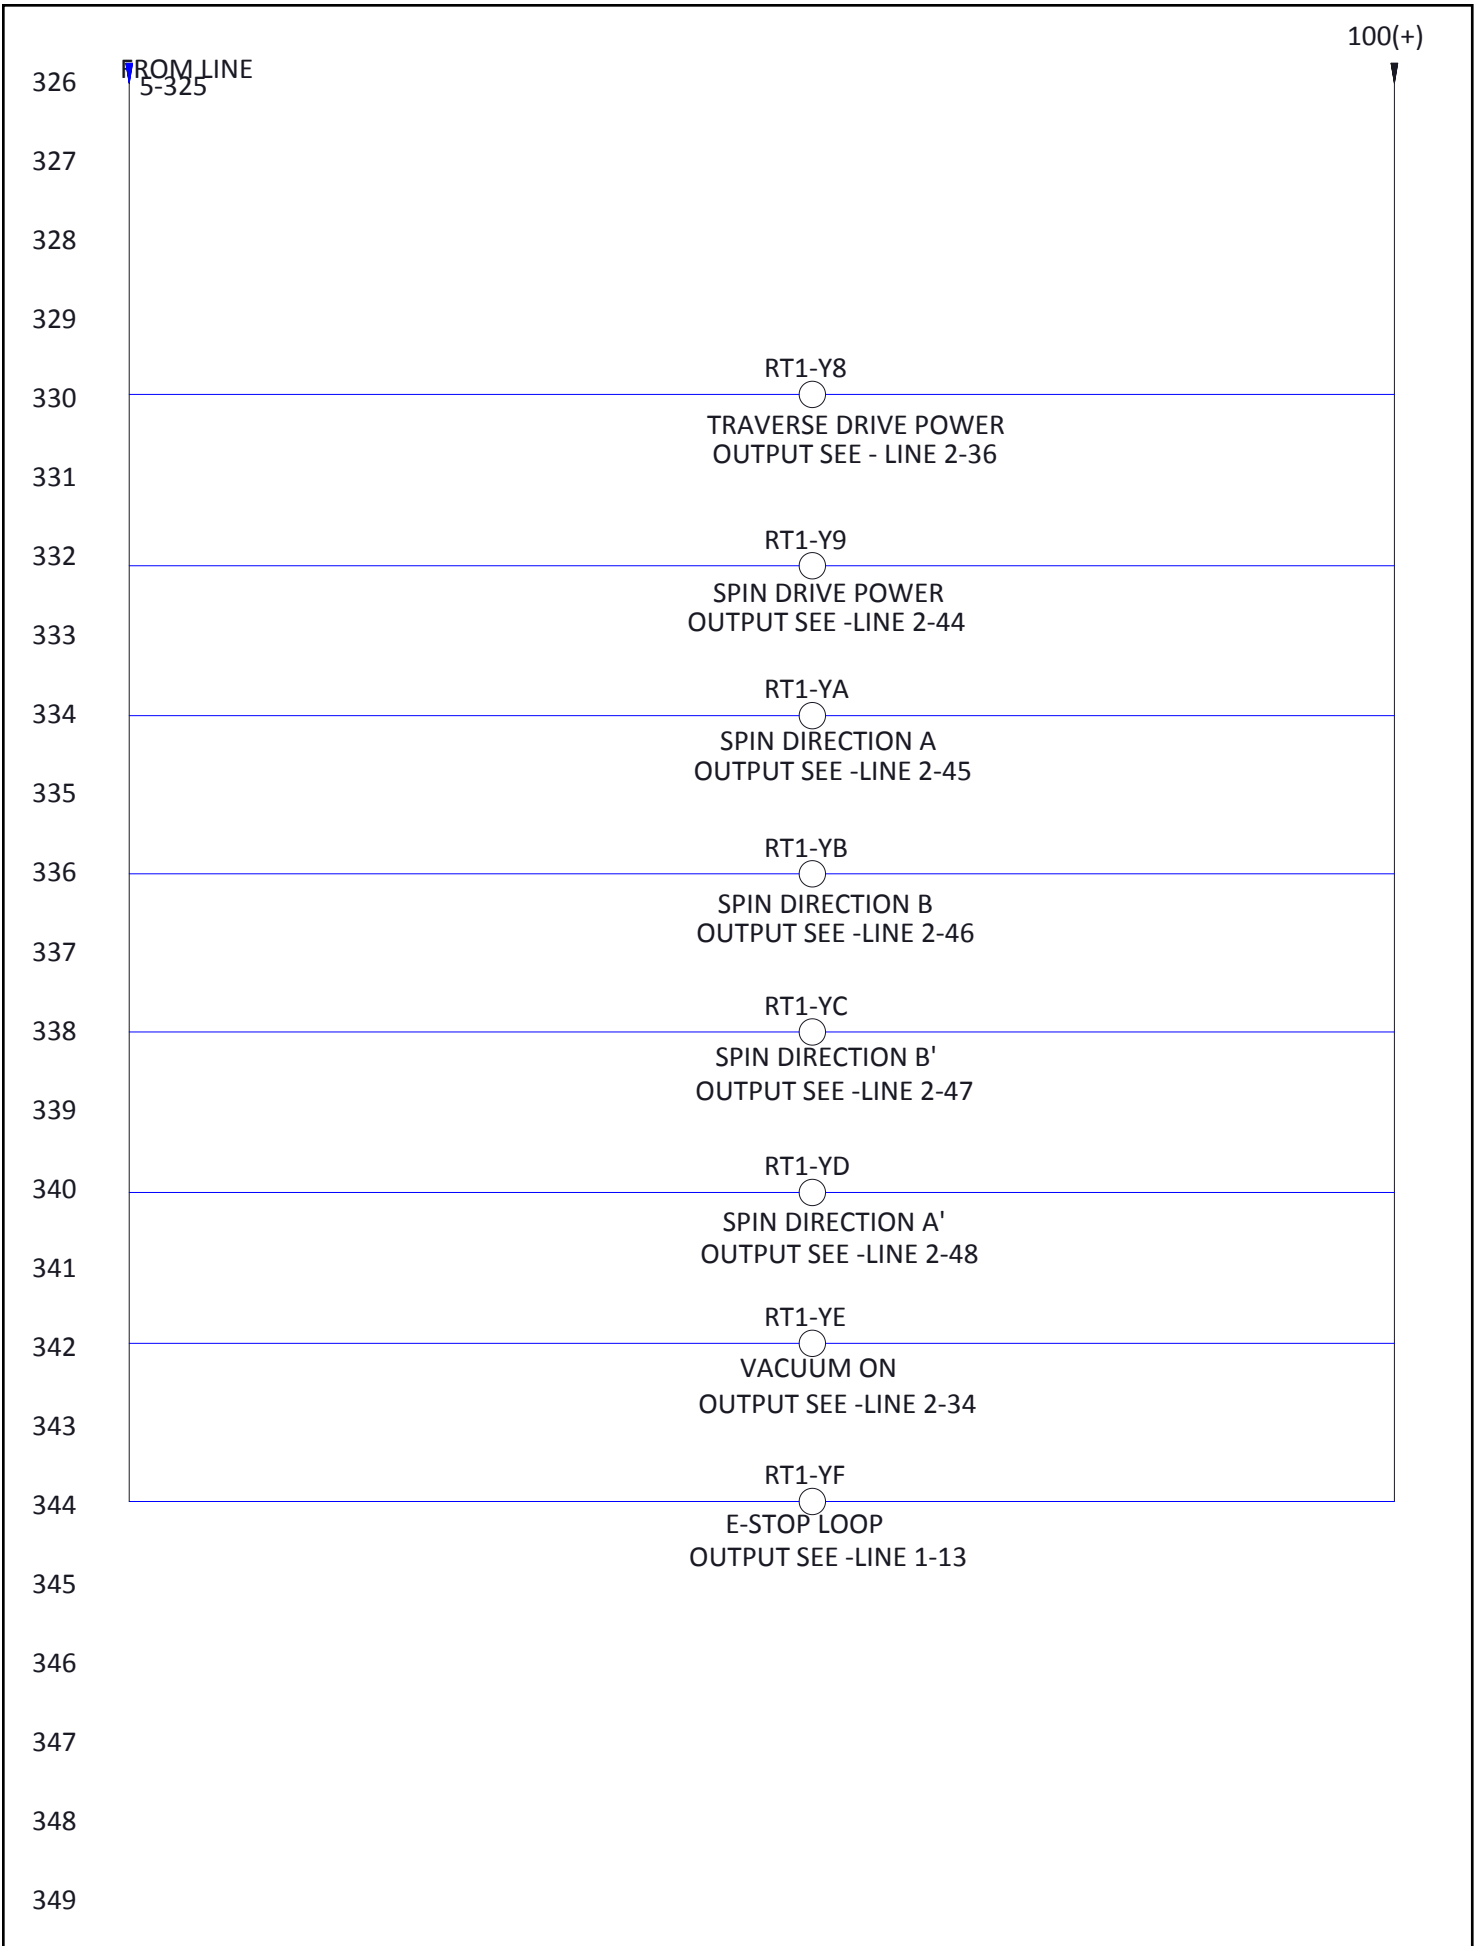 100(+)
FROM LINE
326
5-325
327
328
329
RT1-Y8
330
TRAVERSE DRIVE POWER
OUTPUT SEE - LINE 2-36
331
RT1-Y9
332
SPIN DRIVE POWER
OUTPUT SEE -LINE 2-44
333
RT1-YA
334
SPIN DIRECTION A
OUTPUT SEE -LINE 2-45
335
RT1-YB
336
SPIN DIRECTION B
OUTPUT SEE -LINE 2-46
337
RT1-YC
338
SPIN DIRECTION B'
OUTPUT SEE -LINE 2-47
339
RT1-YD
340
SPIN DIRECTION A'
OUTPUT SEE -LINE 2-48
341
RT1-YE
342
VACUUM ON
OUTPUT SEE -LINE 2-34
343
RT1-YF
344
E-STOP LOOP
OUTPUT SEE -LINE 1-13
345
346
347
348
349